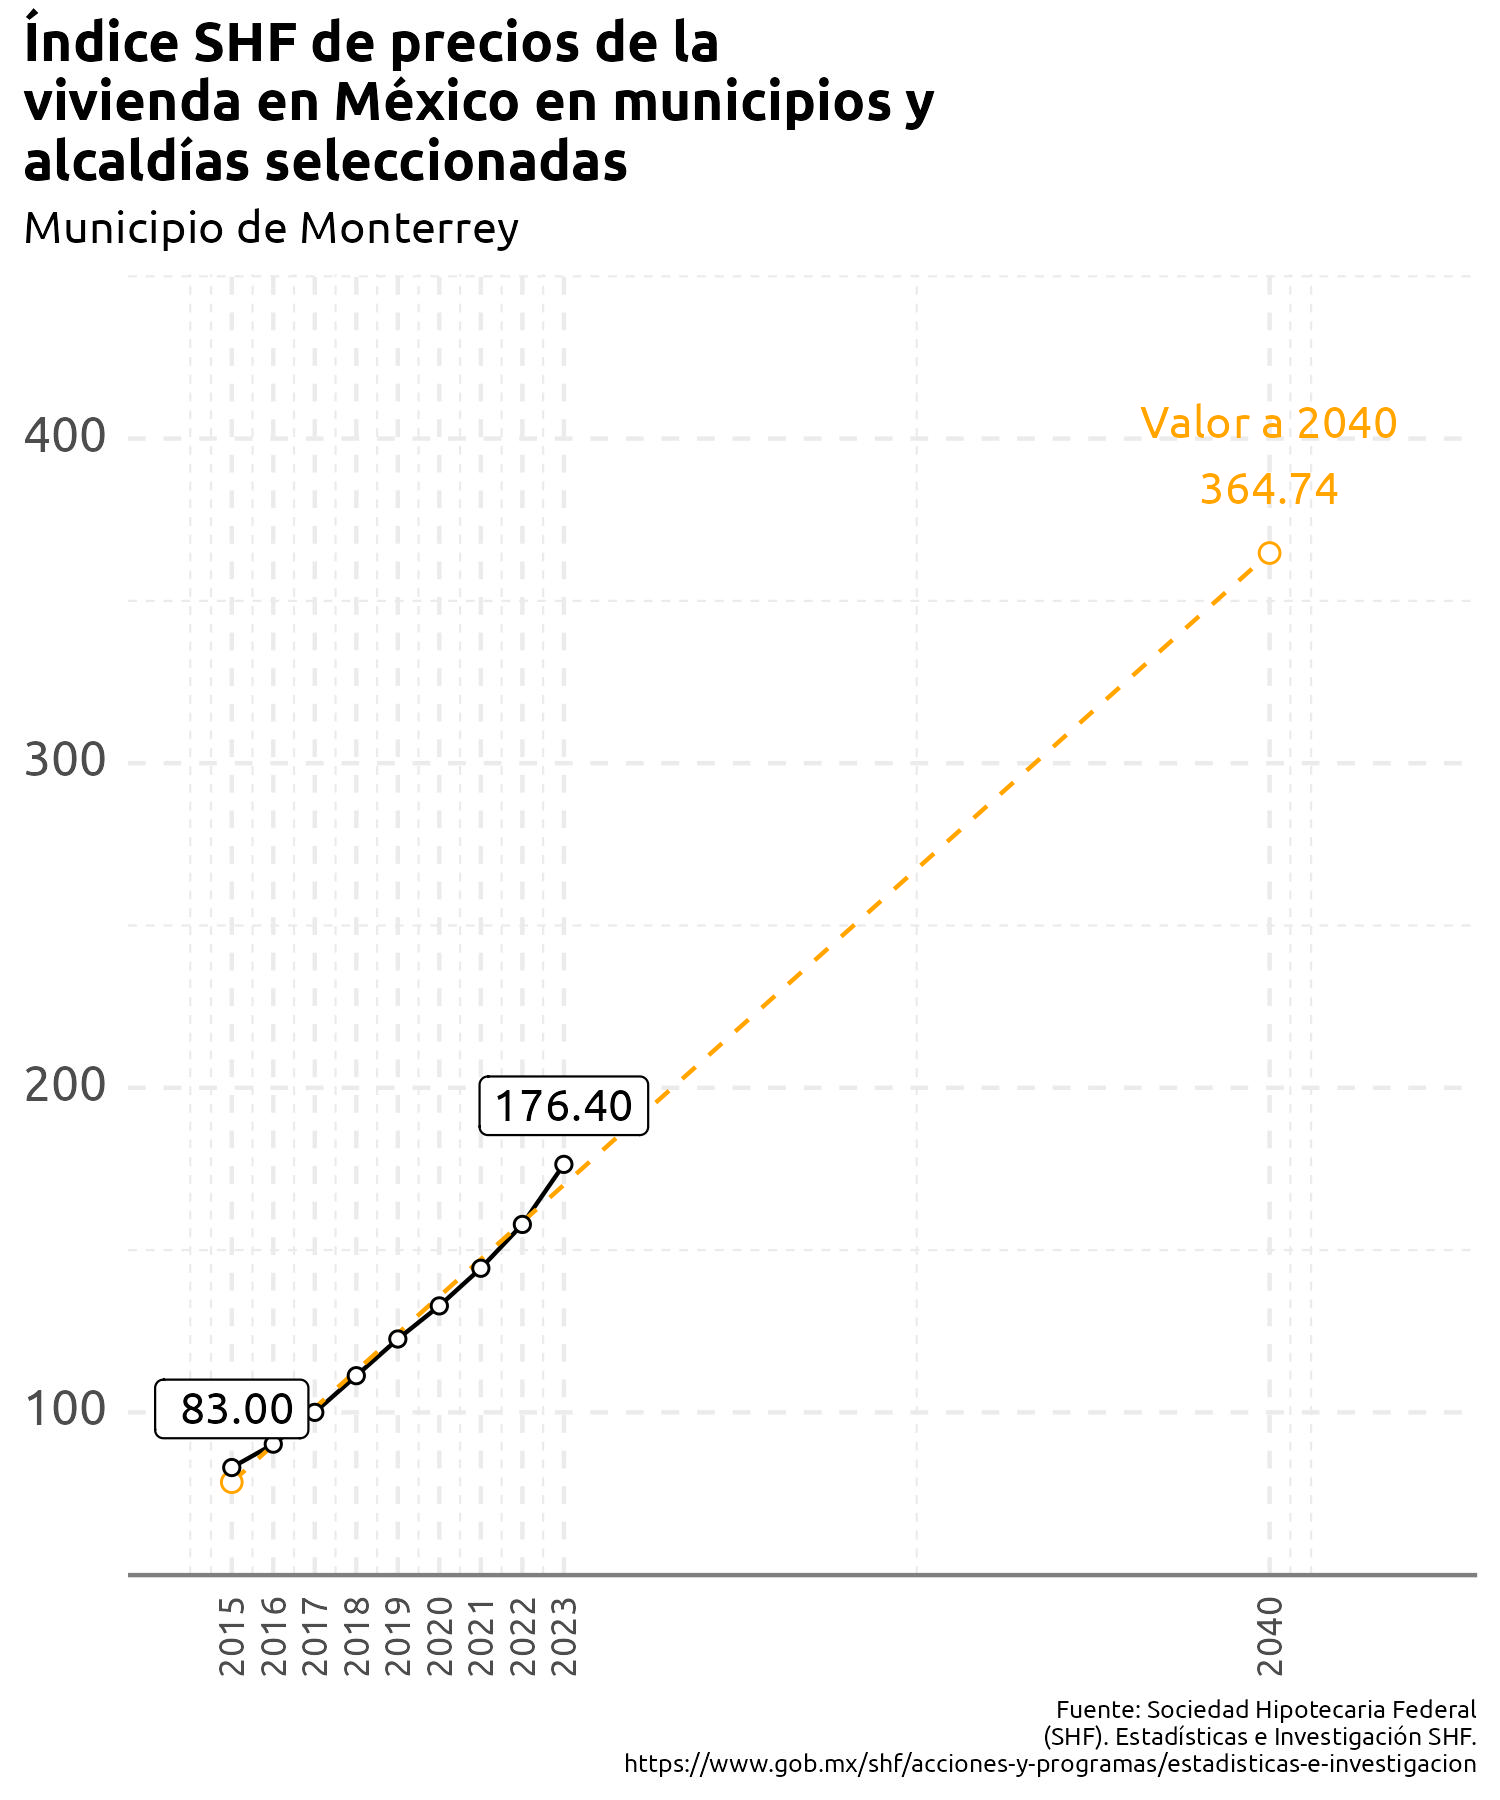 Índice SHF de precios de la
vivienda en México en municipios y
alcaldías seleccionadas
Municipio de Monterrey
400
300
200
100
Valor a 2040
364.74
176.40
83.00
2015
2016
2017
2018
2019
2020
2021
2022
2023
2040
Fuente: Sociedad Hipotecaria Federal
(SHF). Estadísticas e Investigación SHF.
https://www.gob.mx/shf/acciones-y-programas/estadisticas-e-investigacion